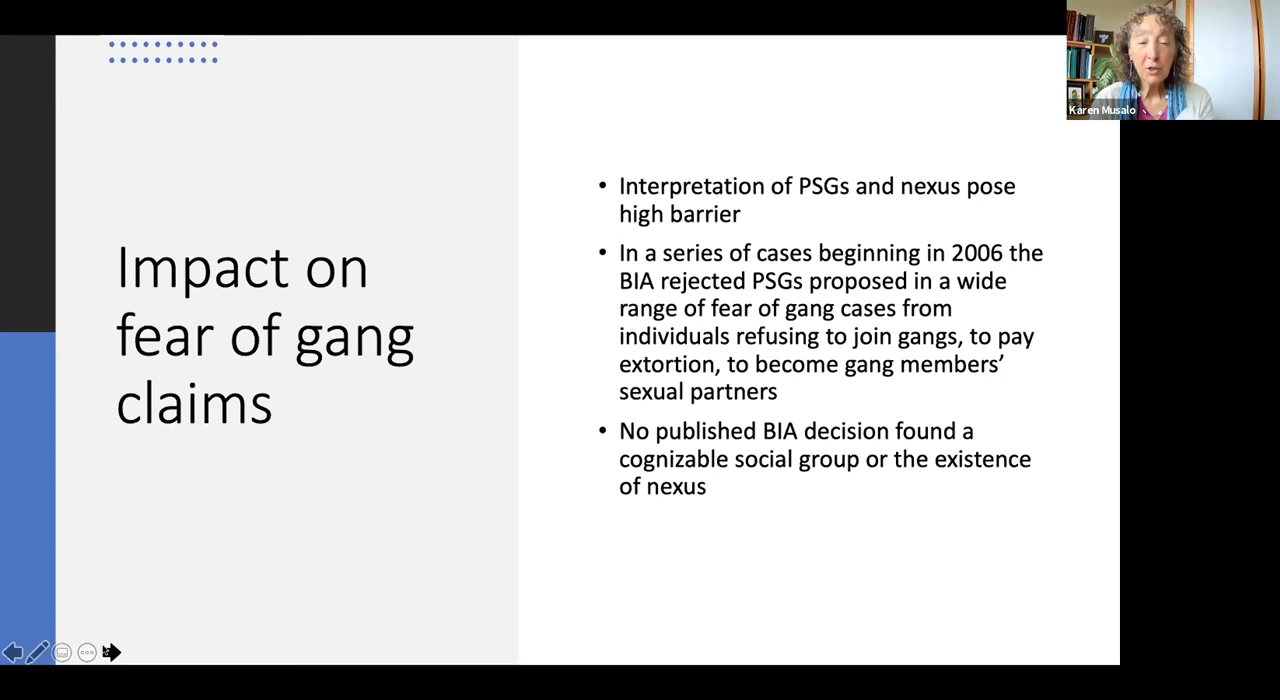 Karen Musalo
Impact on
fear of gang
claims
• Interpretation of PSGs and nexus pose
high barrier
• In a series of cases beginning in 2006 the
BIA rejected PSGs proposed in a wide
range of fear of gang cases from
individuals refusing to join gangs, to pay
extortion, to become gang members’
sexual partners
• No published BIA decision found a
cognizable social group or the existence
of nexus